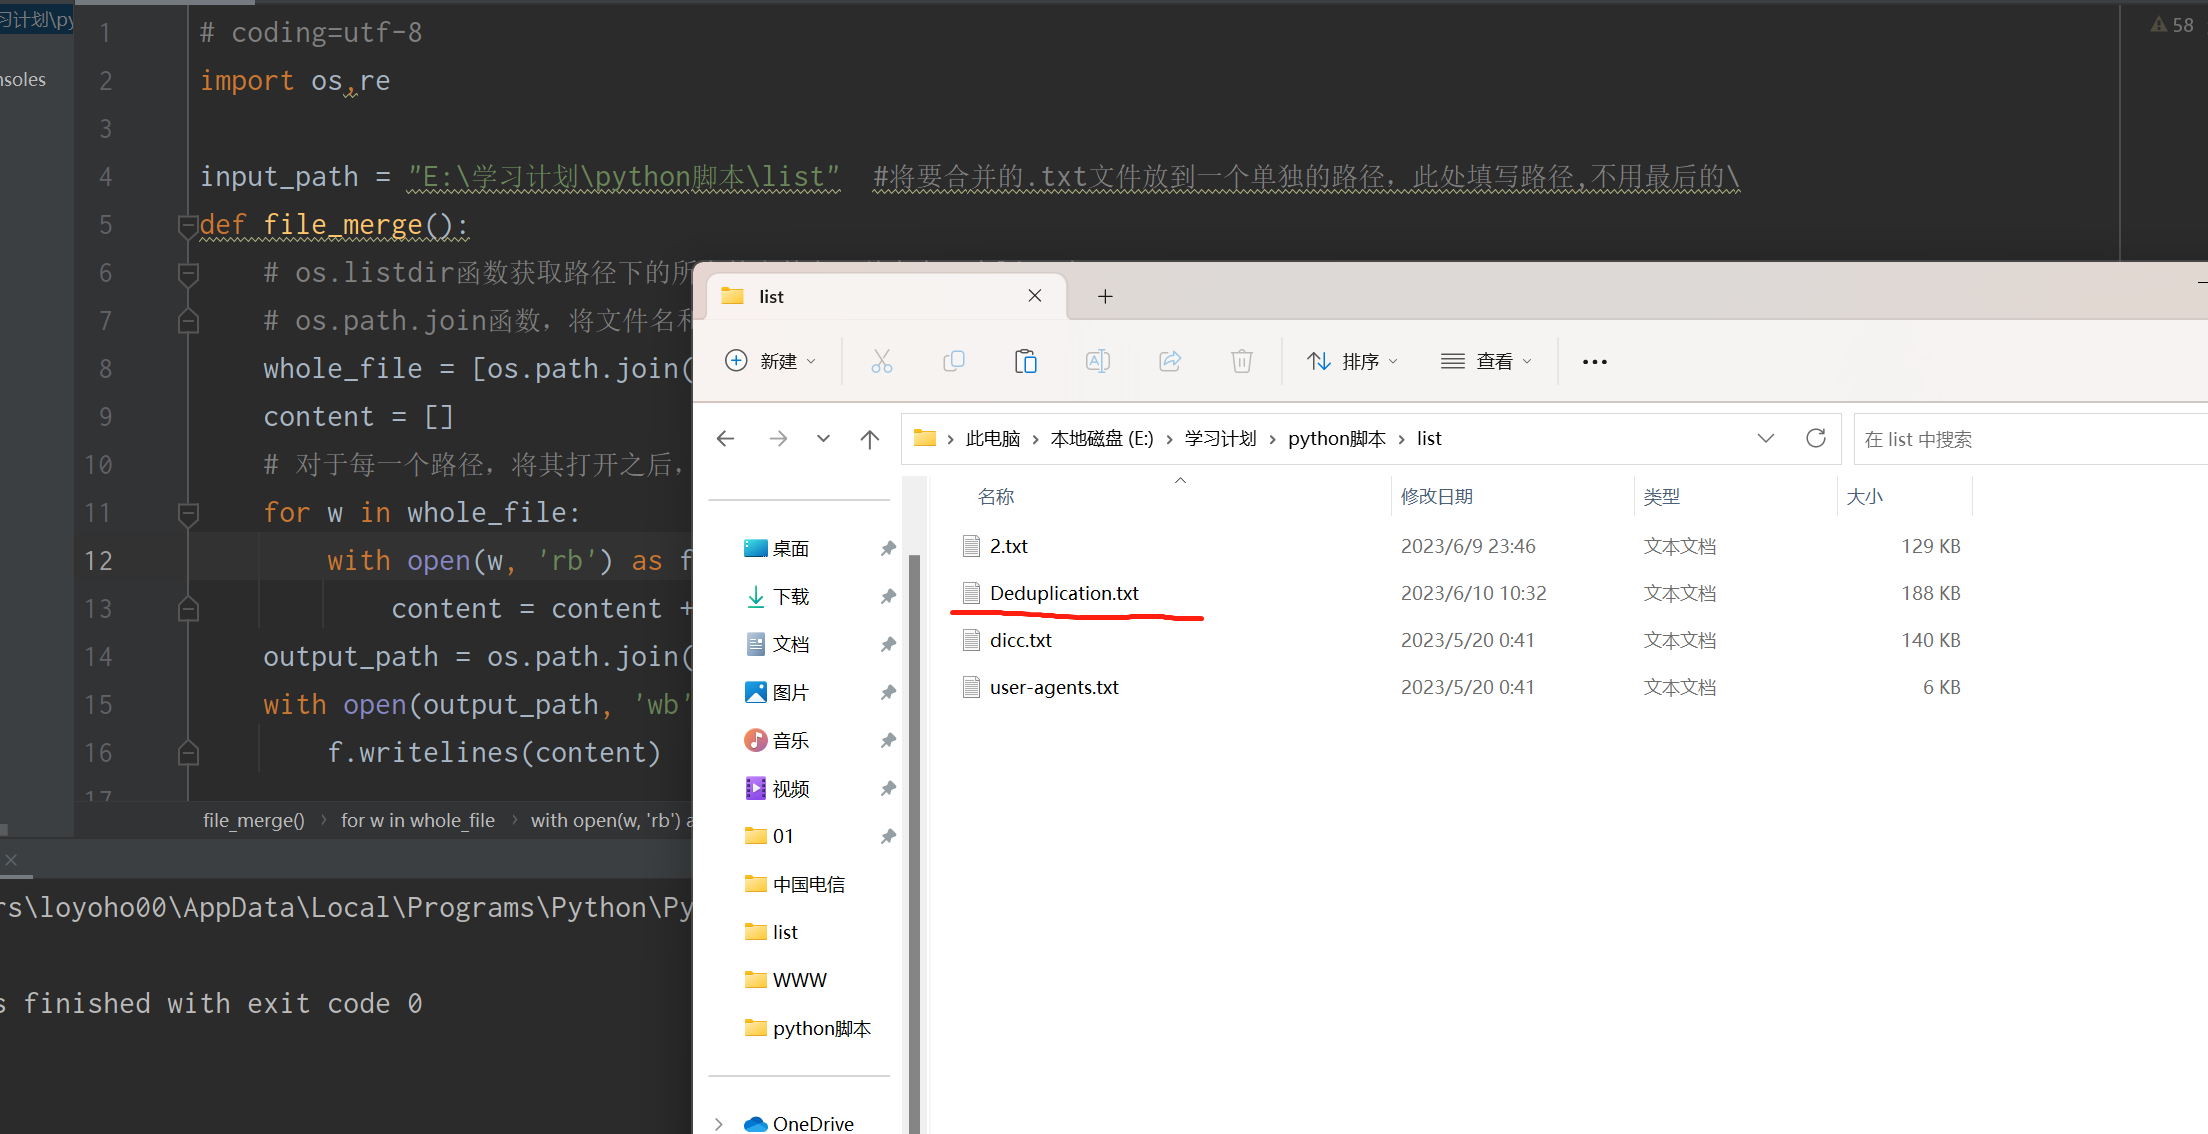 习计划\py
nsoles
58
1 # coding=utf-8
2 import os,re
3
4 input_path = "E:\学习计划\python脚本\list"  #将要合并的.txt文件放到一个单独的路径，此处填写路径,不用最后的\
5 def file_merge():
6 # os.listdir函数获取路径下的所
7 # os.path.join函数，将文件名和
8 whole_file = [os.path.join(
9 content = []
10 # 对于每一个路径，将其打开之后，
11 for w in whole_file:
12 with open(w, 'rb') as f
13 content = content +
14 output_path = os.path.join(
15 with open(output_path, 'wb'
16 f.writelines(content)
17
file_merge() › for w in whole_file › with open(w, 'rb') a
rs\loyoho00\AppData\Local\Programs\Python\Py
s finished with exit code 0
list
新建 排序 查看
此电脑 › 本地磁盘 (E:) › 学习计划 › python脚本 › list
在 list 中搜索
名称 修改日期 类型 大小
2.txt 2023/6/9 23:46 文本文档 129 KB
Deduplication.txt 2023/6/10 10:32 文本文档 188 KB
dicc.txt 2023/5/20 0:41 文本文档 140 KB
user-agents.txt 2023/5/20 0:41 文本文档 6 KB
桌面
下载
文档
图片
音乐
视频
01
中国电信
list
WWW
python脚本
OneDrive